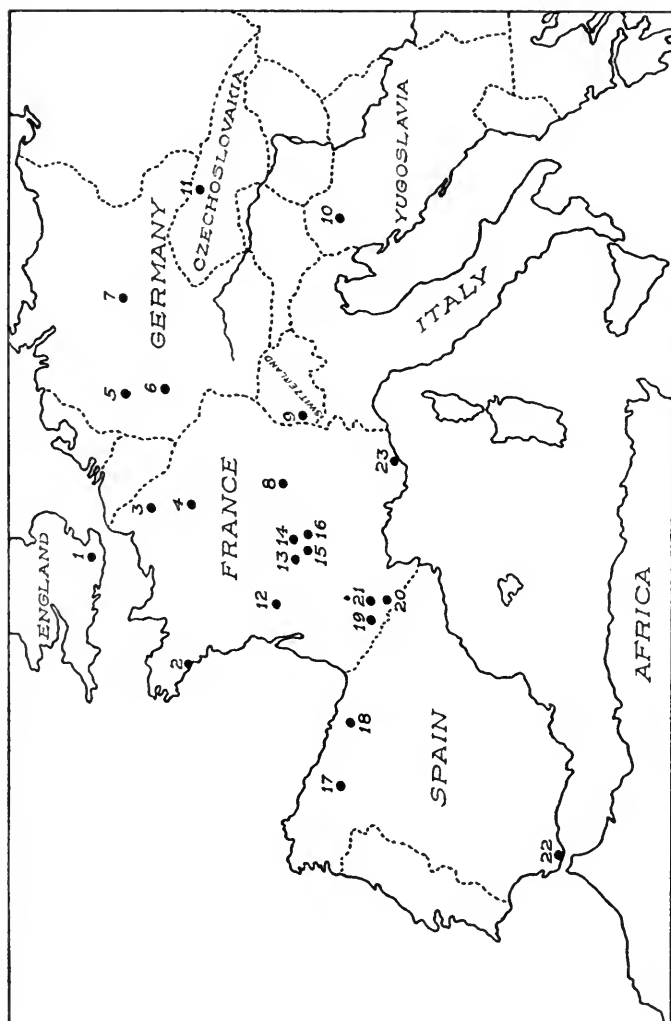 ENGLAND
1
2
3
4
5
6
7
GERMANY
11
CZECHOSLOVAKIA
FRANCE
8
9
SWITZERLAND
10
YUGOSLAVIA
12
13
14
15
16
ITALY
23
19
21
20
18
17
SPAIN
22
AFRICA